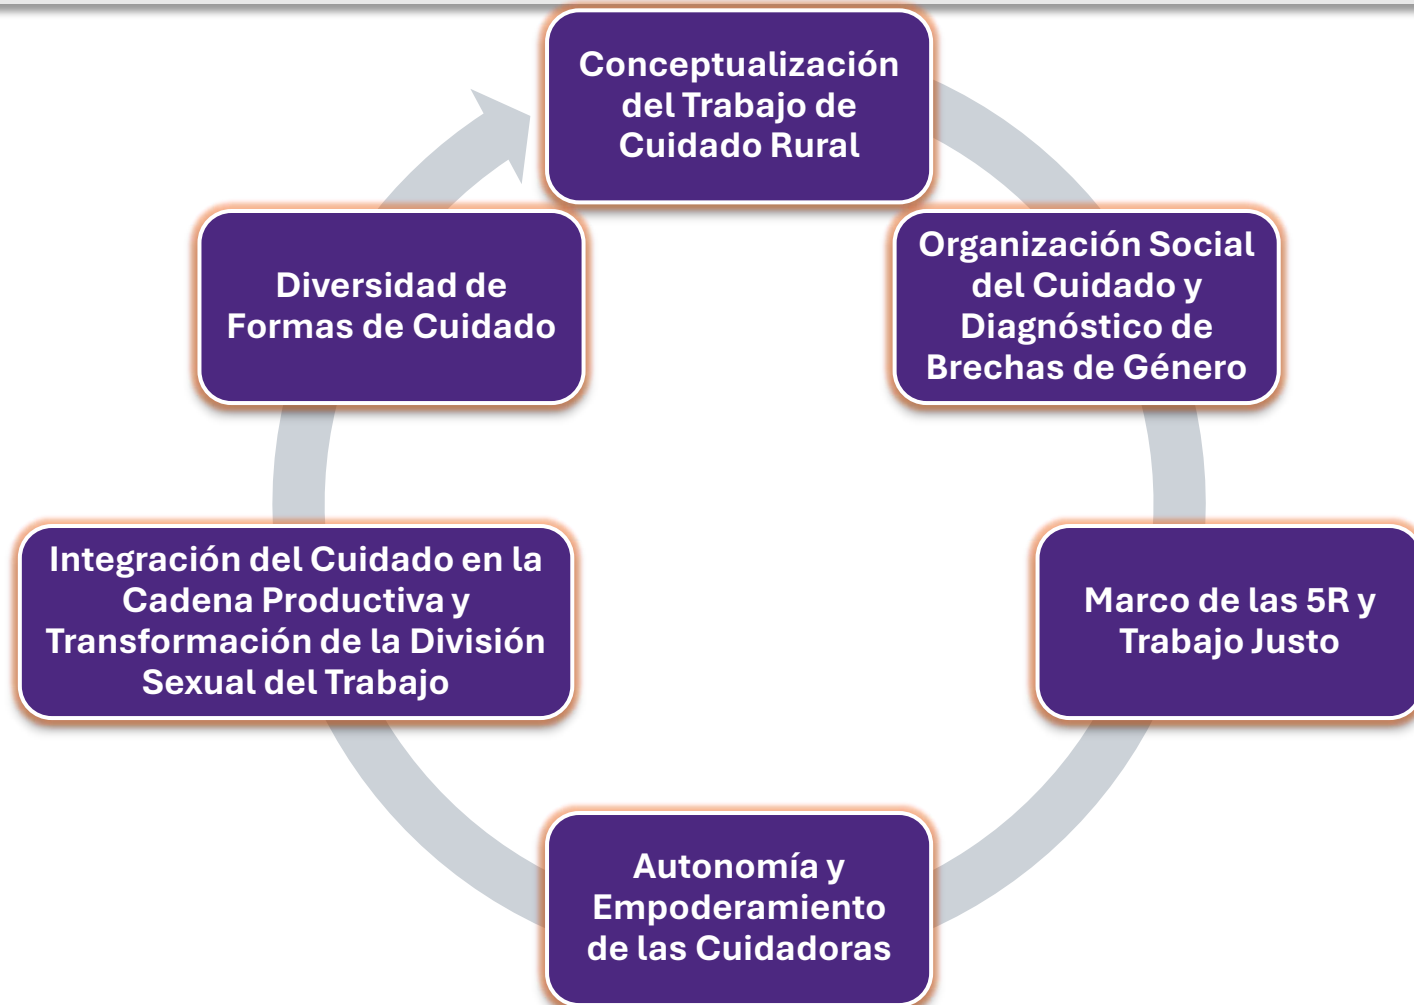 Conceptualización
del Trabajo de
Cuidado Rural
Organización Social
del Cuidado y
Diagnóstico de
Brechas de Género
Marco de las 5R y
Trabajo Justo
Autonomía y
Empoderamiento
de las Cuidadoras
Integración del Cuidado en la
Cadena Productiva y
Transformación de la División
Sexual del Trabajo
Diversidad de
Formas de Cuidado